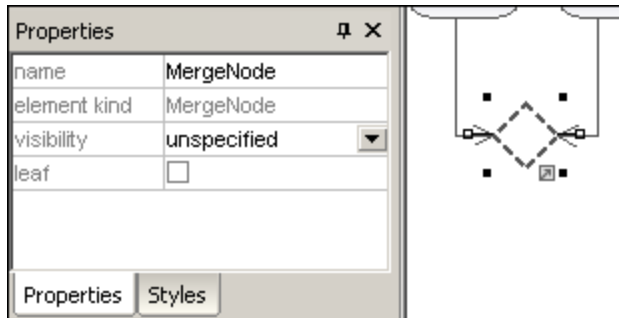 Properties
name MergeNode
element kind MergeNode
visibility unspecified
leaf
Properties Styles